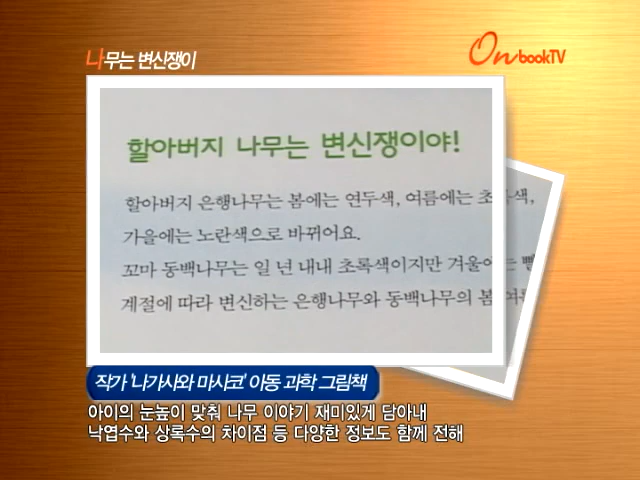 나무는 변신쟁이
On bookTV
할아버지 나무는 변신쟁이야!
할아버지 은행나무는 봄에는 연두색, 여름에는 초록색,
가을에는 노란색으로 바뀌어요.
꼬마 동백나무는 일 년 내내 초록색이지만 겨울에는 빨
계절에 따라 변신하는 은행나무와 동백나무의 봄 여름
작가 '나가사와 마사코' 아동 과학 그림책
아이의 눈높이 맞춰 나무 이야기 재미있게 담아내
낙엽수와 상록수의 차이점 등 다양한 정보도 함께 전해